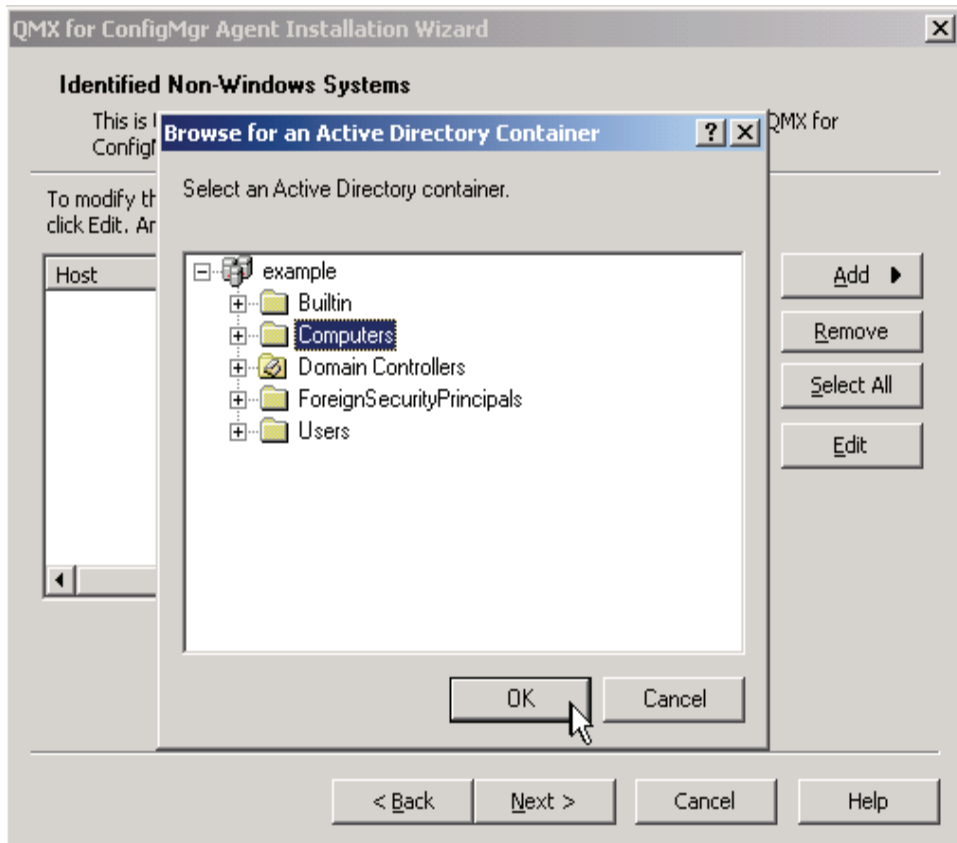 QMX for ConfigMgr Agent Installation Wizard
Identified Non-Windows Systems
This is
QMX for
Browse for an Active Directory Container
Select an Active Directory container.
To modify th
click Edit. Ar
Host
example
Builtin
Computers
Domain Controllers
ForeignSecurityPrincipals
Users
Add
Remove
Select All
Edit
OK
Cancel
< Back
Next >
Cancel
Help